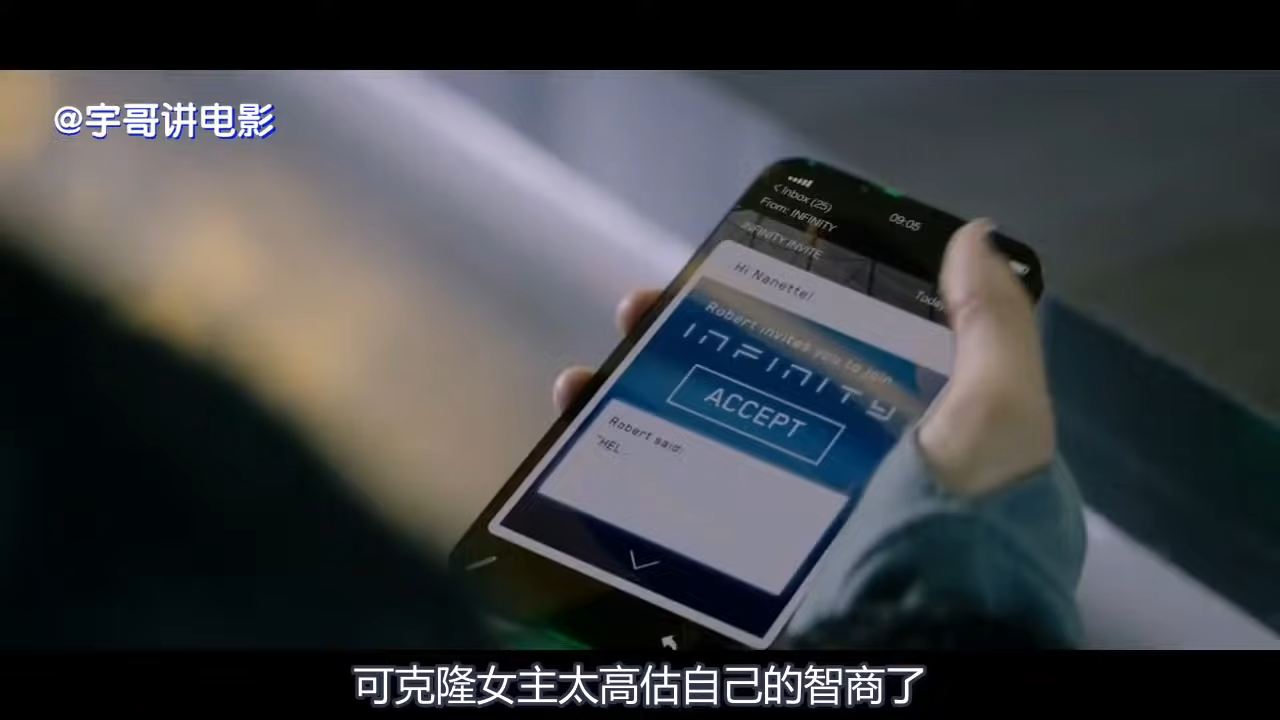 @宇哥讲电影
< Inbox (25)
09:05
From: INFINITY
INFINITY INVITE
Today
Hi Nanette!
Robert invites you to join
INFINITY
ACCEPT
Robert said:
"HEL
可克隆女主太高估自己的智商了